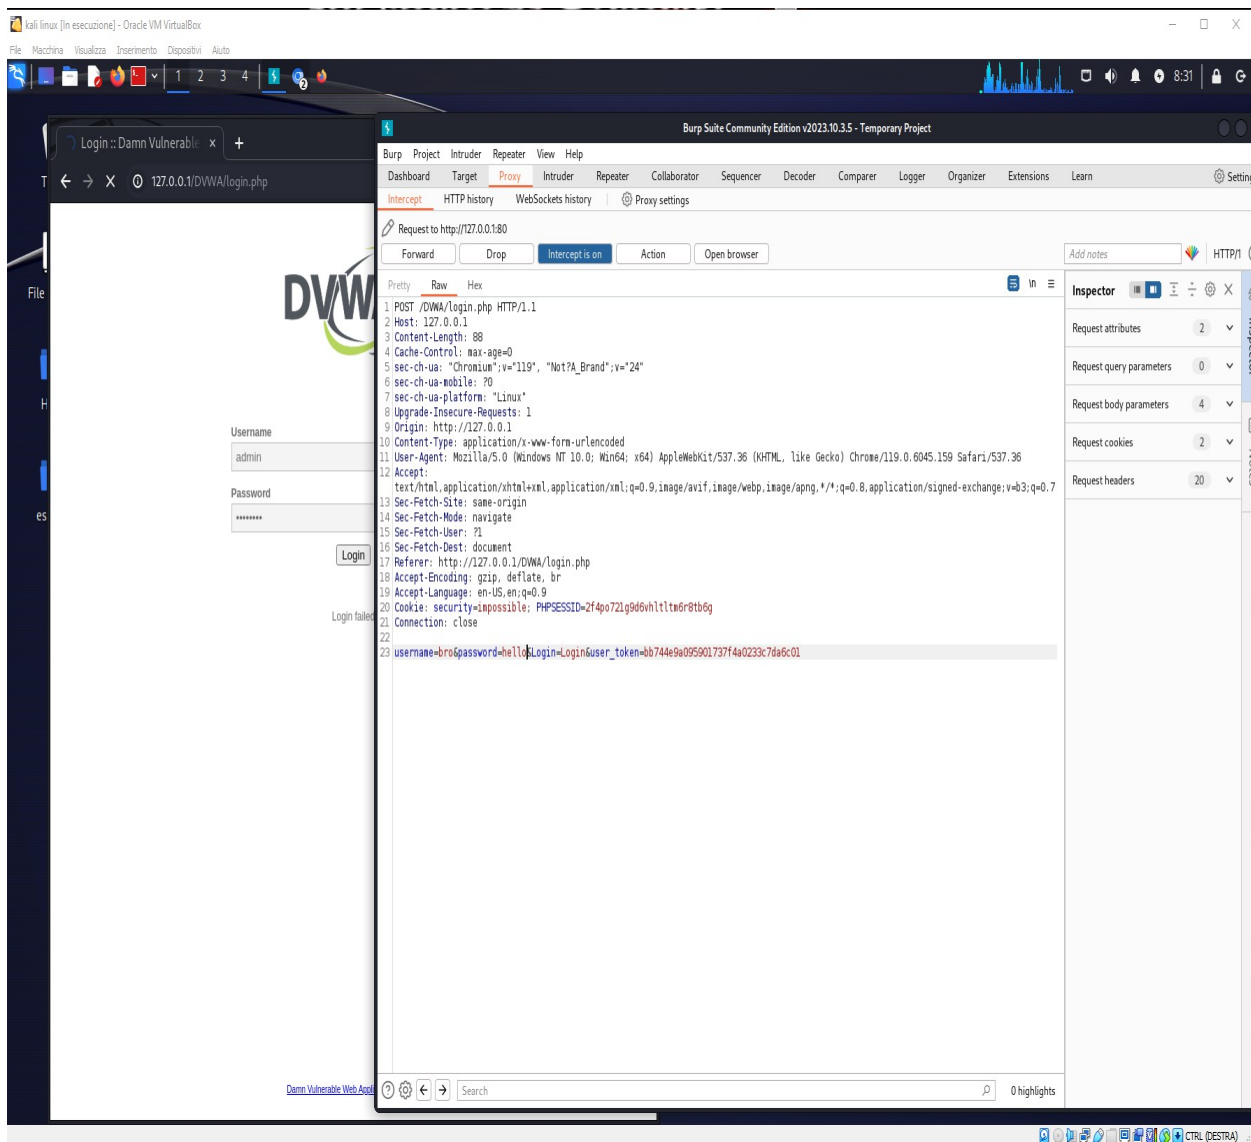 kali linux [In esecuzione] - Oracle VM VirtualBox
File Macchina Visualizza Inserimento Dispositivi Aiuto
1 2 3 4 2 8:31
Login :: Damn Vulnerable × +
127.0.0.1/DVWA/login.php
File
H
es
DVW
Username
admin
Password
••••••••
Login
Login failed
Damn Vulnerable Web Appli
Burp Suite Community Edition v2023.10.3.5 - Temporary Project
Burp Project Intruder Repeater View Help
Dashboard Target Proxy Intruder Repeater Collaborator Sequencer Decoder Comparer Logger Organizer Extensions Learn Setting
Intercept HTTP history WebSockets history Proxy settings
Request to http://127.0.0.1:80
Forward Drop Intercept is on Action Open browser Add notes HTTP/1
Pretty Raw Hex \n
1 POST /DVWA/login.php HTTP/1.1
2 Host: 127.0.0.1
3 Content-Length: 88
4 Cache-Control: max-age=0
5 sec-ch-ua: "Chromium";v="119", "Not?A_Brand";v="24"
6 sec-ch-ua-mobile: ?0
7 sec-ch-ua-platform: "Linux"
8 Upgrade-Insecure-Requests: 1
9 Origin: http://127.0.0.1
10 Content-Type: application/x-www-form-urlencoded
11 User-Agent: Mozilla/5.0 (Windows NT 10.0; Win64; x64) AppleWebKit/537.36 (KHTML, like Gecko) Chrome/119.0.6045.159 Safari/537.36
12 Accept:
text/html,application/xhtml+xml,application/xml;q=0.9,image/avif,image/webp,image/apng,*/*;q=0.8,application/signed-exchange;v=b3;q=0.7
13 Sec-Fetch-Site: same-origin
14 Sec-Fetch-Mode: navigate
15 Sec-Fetch-User: ?1
16 Sec-Fetch-Dest: document
17 Referer: http://127.0.0.1/DVWA/login.php
18 Accept-Encoding: gzip, deflate, br
19 Accept-Language: en-US,en;q=0.9
20 Cookie: security=impossible; PHPSESSID=2f4po721g9d6vhltltm6r8tb6g
21 Connection: close
22
23 username=bro&password=hello&Login=Login&user_token=bb744e9a095901737f4a0233c7da6c01
Inspector
Request attributes 2
Request query parameters 0
Request body parameters 4
Request cookies 2
Request headers 20
Search 0 highlights
CTRL (DESTRA)